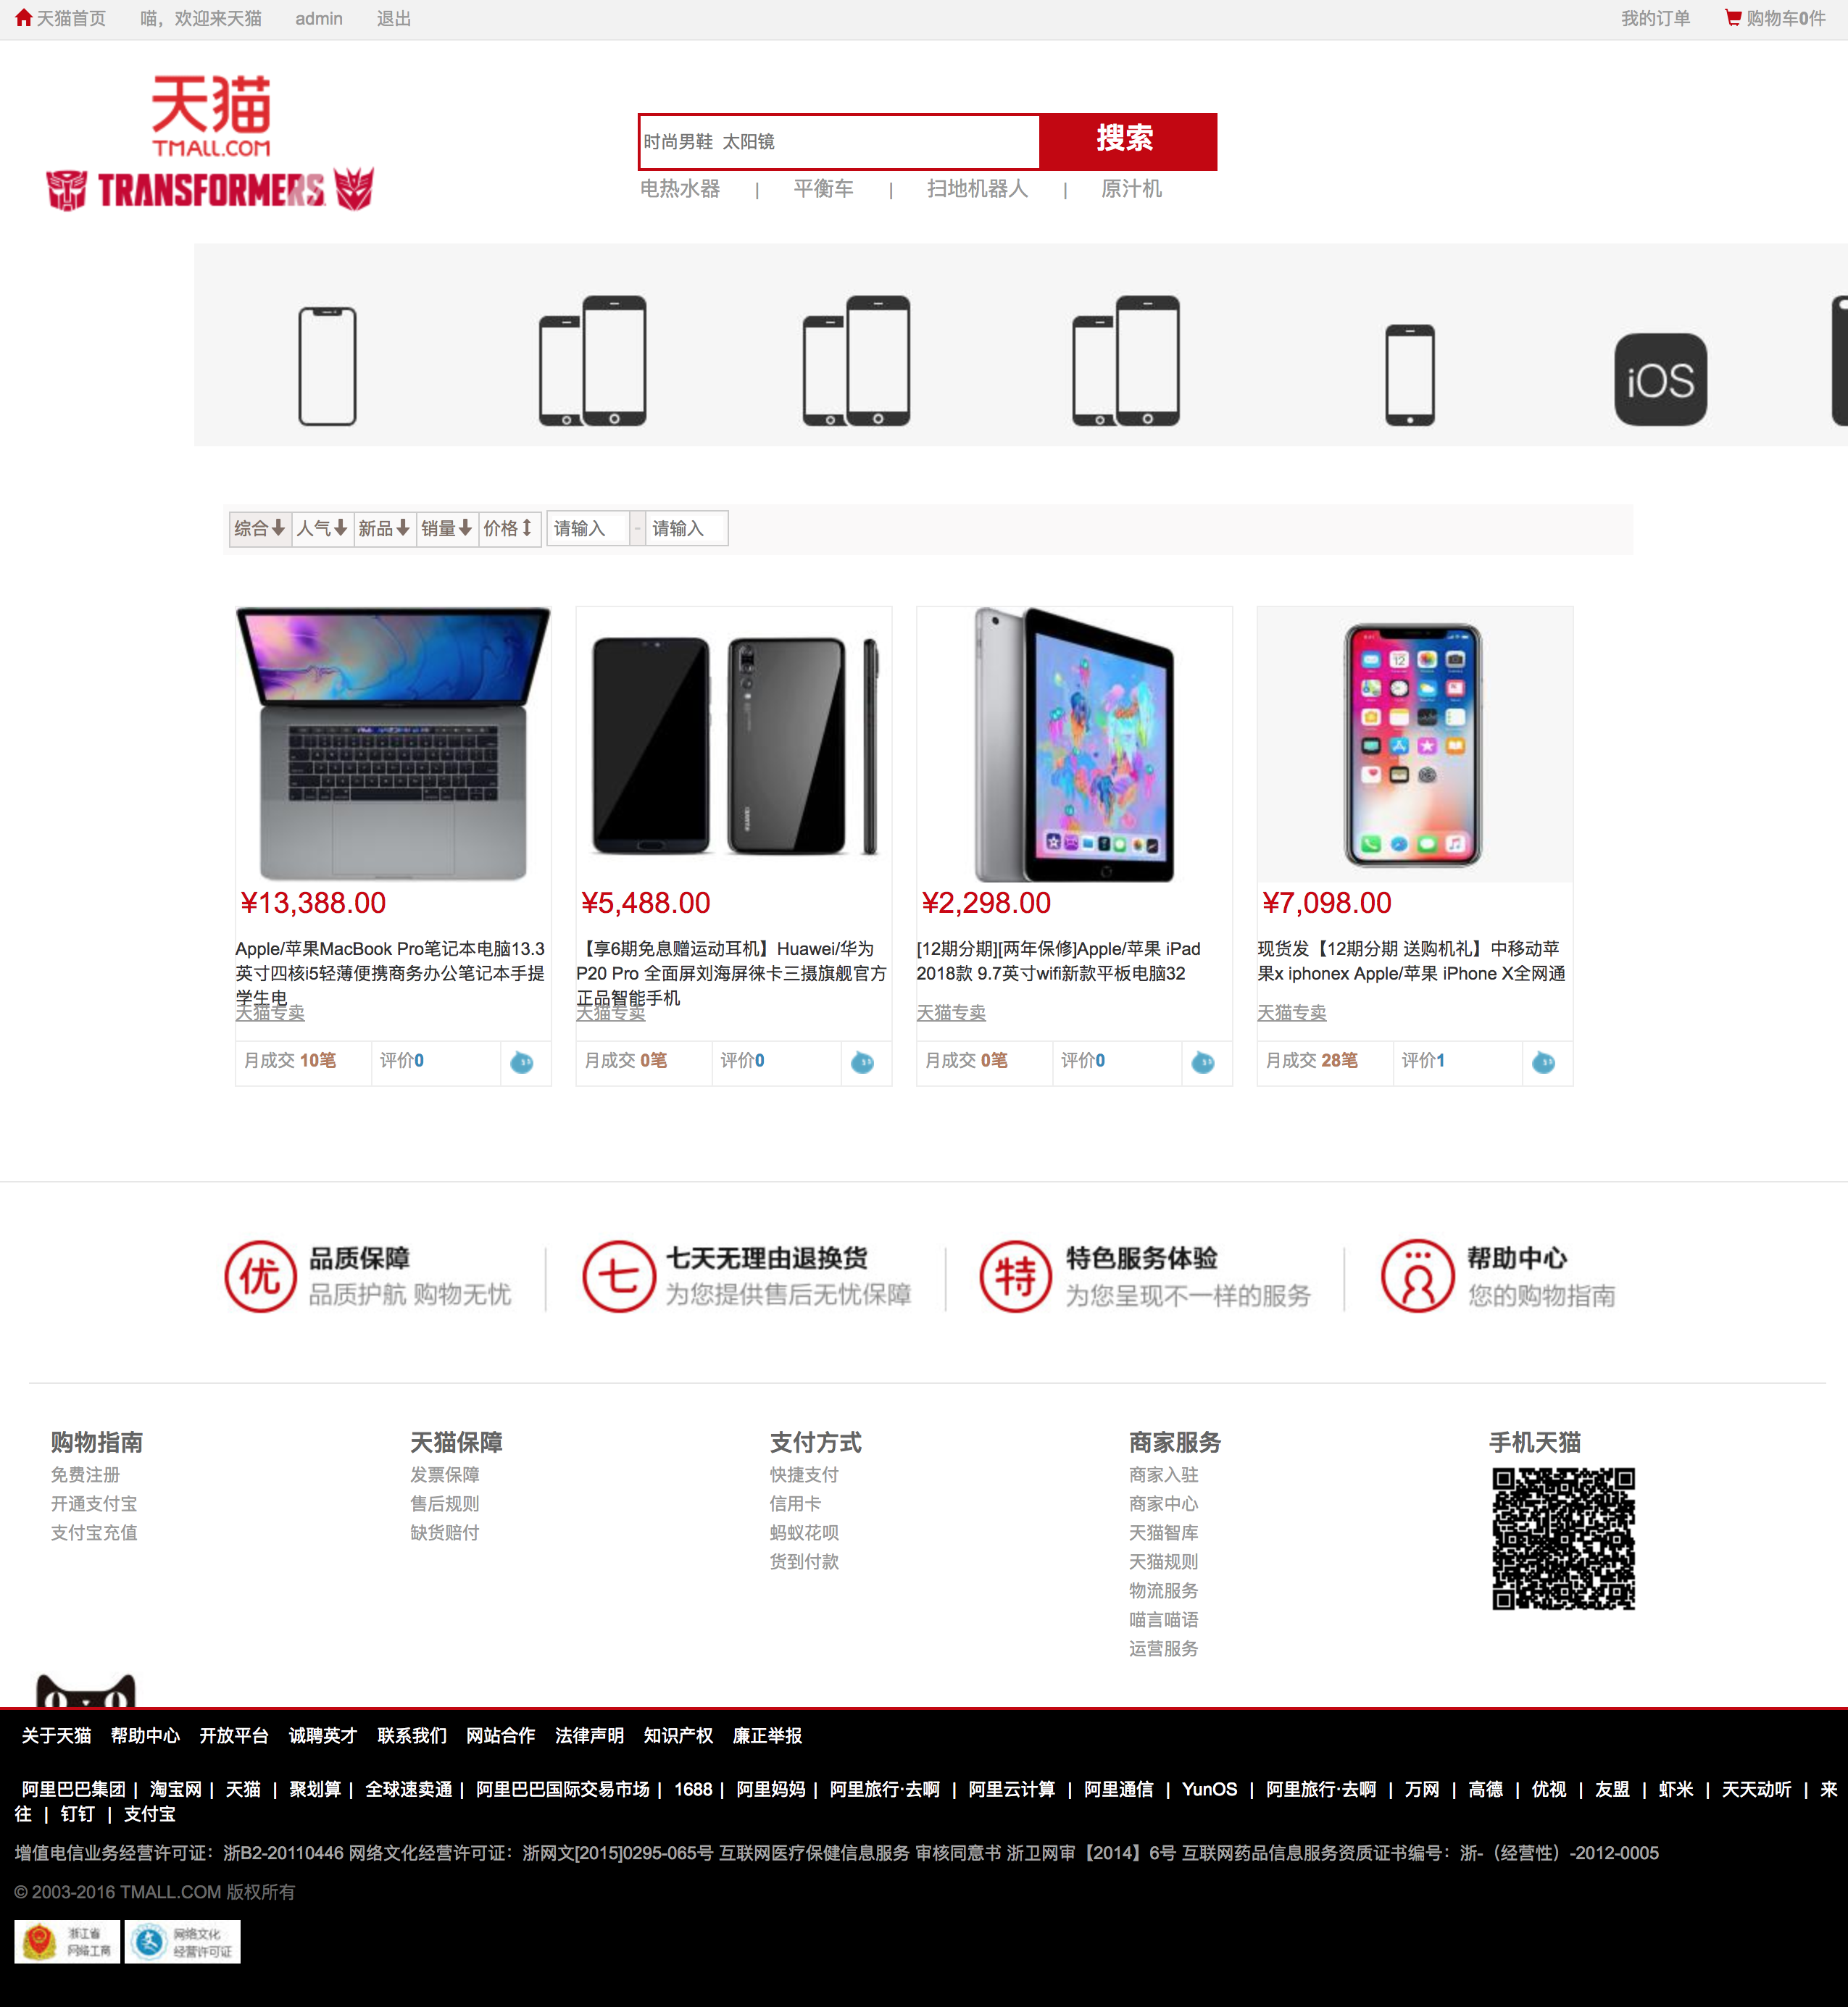 天猫首页 喵，欢迎来天猫 admin 退出 我的订单 购物车0件
天猫
TMALL.COM
TRANSFORMERS
时尚男鞋 太阳镜 搜索
电热水器 | 平衡车 | 扫地机器人 | 原汁机
iOS
综合 人气 新品 销量 价格 请输入 - 请输入
¥13,388.00
Apple/苹果MacBook Pro笔记本电脑13.3
英寸四核i5轻薄便携商务办公笔记本手提
学生电
天猫专卖
月成交 10笔 评价0
¥5,488.00
【享6期免息赠运动耳机】Huawei/华为
P20 Pro 全面屏刘海屏徕卡三摄旗舰官方
正品智能手机
天猫专卖
月成交 0笔 评价0
¥2,298.00
[12期分期][两年保修]Apple/苹果 iPad
2018款 9.7英寸wifi新款平板电脑32
天猫专卖
月成交 0笔 评价0
¥7,098.00
现货发【12期分期 送购机礼】中移动苹
果x iphonex Apple/苹果 iPhone X全网通
天猫专卖
月成交 28笔 评价1
优 品质保障
品质护航 购物无忧
七 七天无理由退换货
为您提供售后无忧保障
特 特色服务体验
为您呈现不一样的服务
帮助中心
您的购物指南
购物指南
免费注册
开通支付宝
支付宝充值
天猫保障
发票保障
售后规则
缺货赔付
支付方式
快捷支付
信用卡
蚂蚁花呗
货到付款
商家服务
商家入驻
商家中心
天猫智库
天猫规则
物流服务
喵言喵语
运营服务
手机天猫
关于天猫 帮助中心 开放平台 诚聘英才 联系我们 网站合作 法律声明 知识产权 廉正举报
阿里巴巴集团 | 淘宝网 | 天猫 | 聚划算 | 全球速卖通 | 阿里巴巴国际交易市场 | 1688 | 阿里妈妈 | 阿里旅行·去啊 | 阿里云计算 | 阿里通信 | YunOS | 阿里旅行·去啊 | 万网 | 高德 | 优视 | 友盟 | 虾米 | 天天动听 | 来
往 | 钉钉 | 支付宝
增值电信业务经营许可证：浙B2-20110446 网络文化经营许可证：浙网文[2015]0295-065号 互联网医疗保健信息服务 审核同意书 浙卫网审【2014】6号 互联网药品信息服务资质证书编号：浙-（经营性）-2012-0005
© 2003-2016 TMALL.COM 版权所有
浙江省
网络工商
网络文化
经营许可证